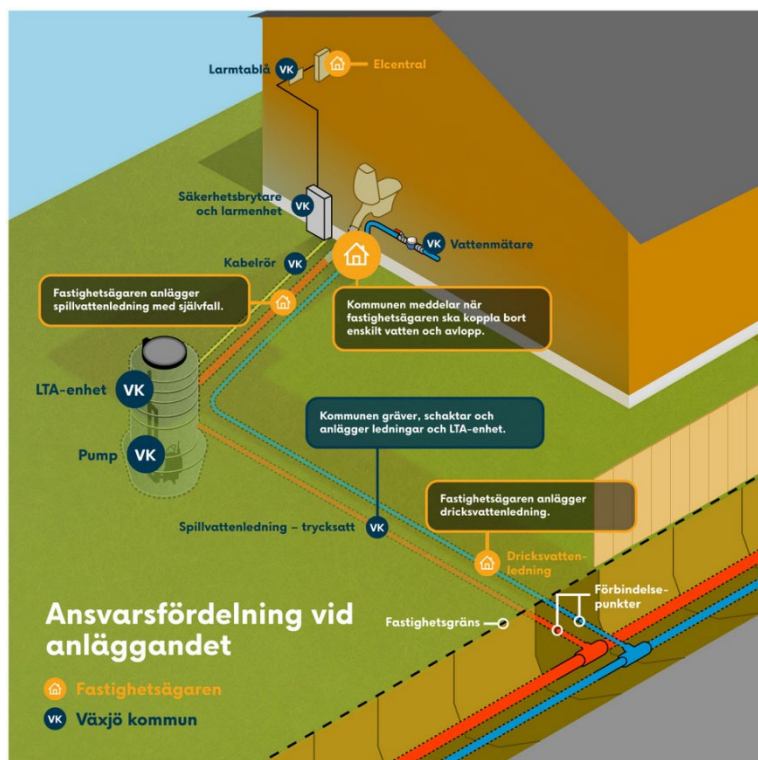 Larmtablå
VK
Elcentral
Säkerhetsbrytare
och larmenhet
VK
VK
Vattenmätare
Kabelrör
VK
Fastighetsägaren anlägger
spillvattenledning med självfall.
Kommunen meddelar när
fastighetsägaren ska koppla bort
enskilt vatten och avlopp.
LTA-enhet
VK
Pump
VK
Kommunen gräver, schaktar och
anlägger ledningar och LTA-enhet.
Fastighetsägaren anlägger
dricksvattenledning.
Spillvattenledning – trycksatt
VK
Dricksvatten-
ledning
Förbindelse-
punkter
Fastighetsgräns
Ansvarsfördelning vid
anläggandet
Fastighetsägaren
VK
Växjö kommun